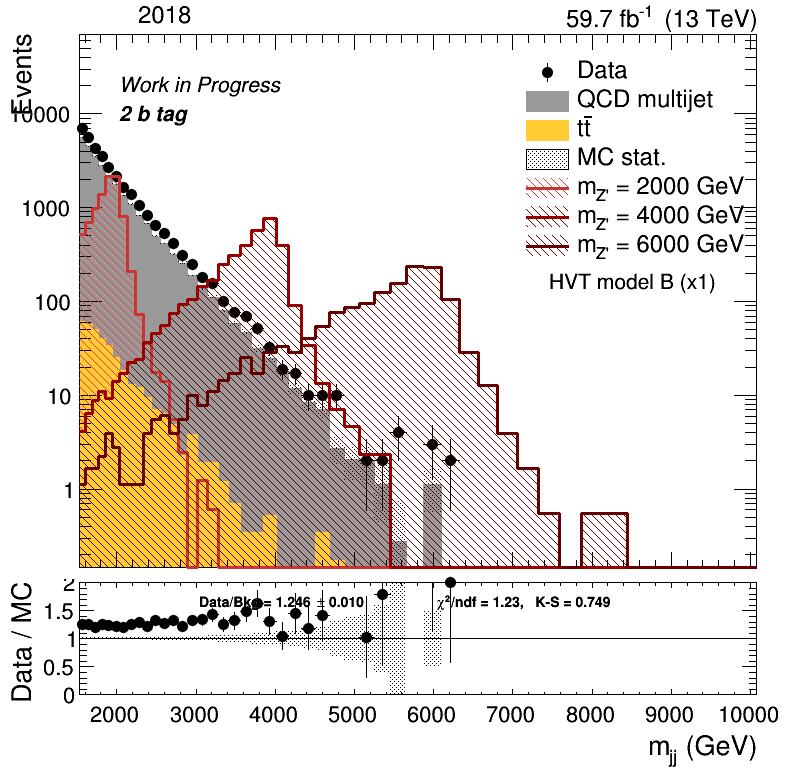 2018
59.7 fb⁻¹ (13 TeV)
Events
Work in Progress
2 b tag
Data
QCD multijet
tt̄
MC stat.
m_Z' = 2000 GeV
m_Z' = 4000 GeV
m_Z' = 6000 GeV
HVT model B (x1)
10000
1000
100
10
1
Data / MC
2
1.5
1
0.5
0
Data/Bkg = 1.246 ± 0.010
χ²/ndf = 1.23, K-S = 0.749
2000 3000 4000 5000 6000 7000 8000 9000 10000
m_jj (GeV)